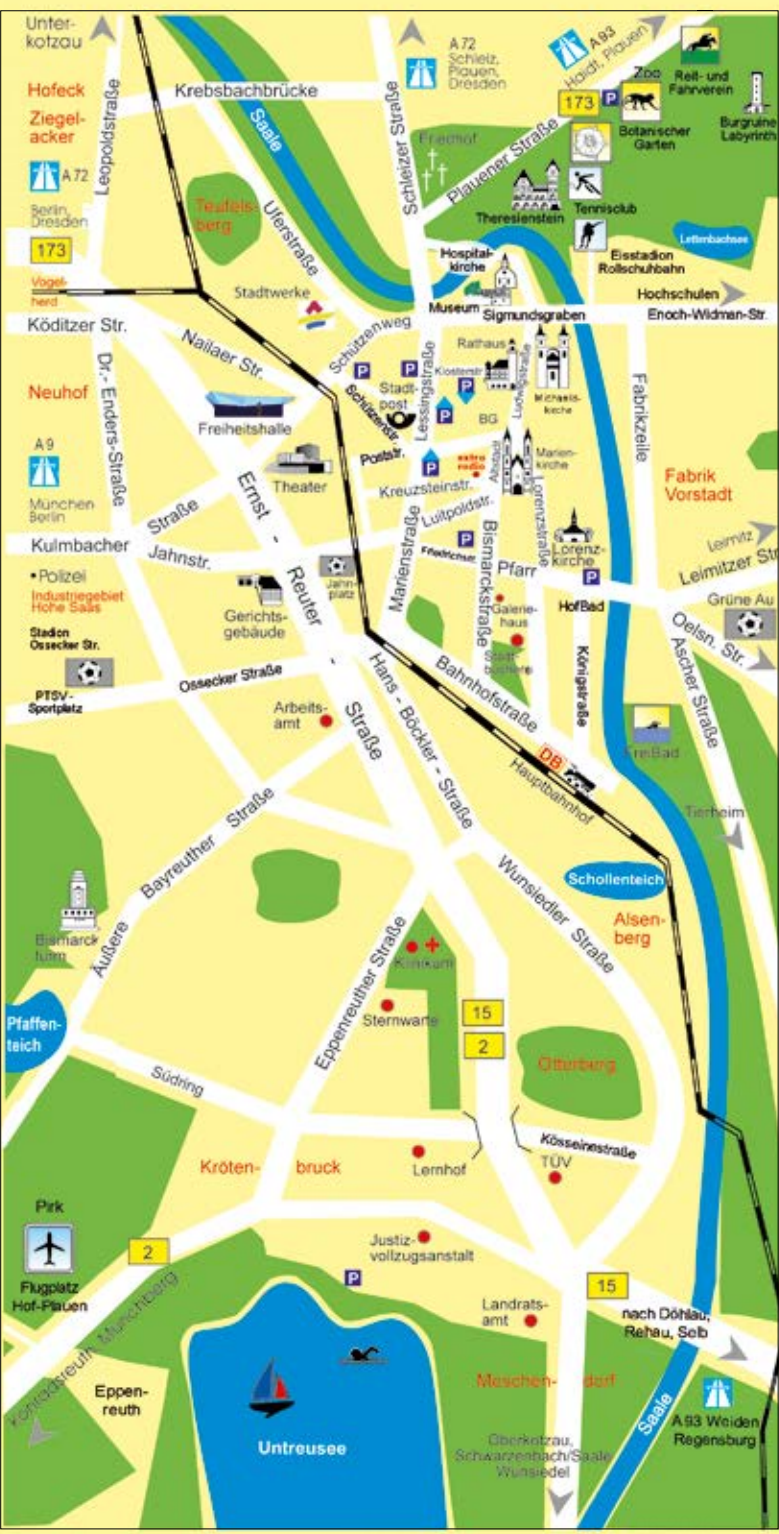 Unter-
kotzau
A 72
Schleiz,
Plauen,
Dresden
A 93
Haidt, Plauen
Zoo
Reit- und
Fahrverein
Hofeck
Ziegel-
acker
Leopoldstraße
Krebsbachbrücke
Saale
Schleizer Straße
173
P
Botanischer
Garten
Burgruine
Labyrinth
Friedhof
Plauener Straße
A 72
Berlin,
Dresden
173
Teufels-
berg
Uferstraße
Theresienstein
Tennisclub
Lettenbachsee
Hospital-
kirche
Eisstadion
Rollschuhbahn
Vogel-
herd
Stadtwerke
Museum
Sigmundsgraben
Hochschulen
Enoch-Widman-Str.
Köditzer Str.
Nailaer Str.
Schützenweg
Rathaus
Dr.- Enders-Straße
P
P
Stadt-
post
Lessingstraße
Klosterstr.
P
Ludwigstraße
Michaelis-
kirche
Fabrikzeile
Neuhof
Schützenstr.
P
BG
Freiheitshalle
Poststr.
Altstadt
Marien-
kirche
A 9
München
Berlin
Theater
P
extra
radio
Kreuzsteinstr.
Fabrik
Vorstadt
Ernst - Reuter - Straße
Luitpoldstr.
Lorenzstraße
Kulmbacher Straße
Jahnstr.
Marienstraße
P
Friedrichstr.
Bismarckstraße
Pfarr
Lorenz-
kirche
P
Leimitz
Leimitzer Str
Polizei
Industriegebiet
Hohe Saas
Jahn-
platz
Gerichts-
gebäude
Galerie-
haus
HofBad
Grüne Au
Stadion
Ossecker Str.
Stadt-
bücherei
Königstraße
Oelsn. Str.
Ascher Straße
PTSV-
Sportplatz
Ossecker Straße
Hans - Böckler - Straße
Bahnhofstraße
Arbeits-
amt
DB
Hauptbahnhof
FreiBad
Tierheim
Äußere Bayreuther Straße
Wunsiedler Straße
Schollenteich
Bismarck
turm
Alsen-
berg
Klinikum
Eppenreuther Straße
Sternwarte
15
2
Pfaffen-
teich
Südring
Otterberg
Kösseinestraße
Kröten-
bruck
Lernhof
TÜV
Pirk
Flugplatz
Hof-Plauen
2
Justiz-
vollzugsanstalt
P
15
Landrats-
amt
nach Döhlau,
Rehau, Selb
Konradsreuth, Münchberg
Eppen-
reuth
Moschen-
dorf
Untreusee
Saale
A 93 Weiden
Regensburg
Oberkotzau,
Schwarzenbach/Saale
Wunsiedel